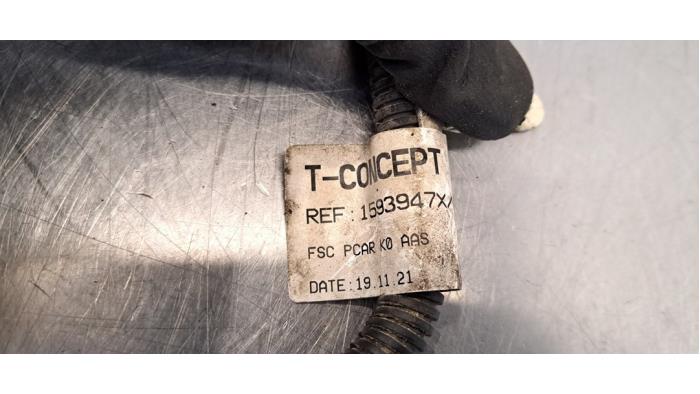 T-CONCEPT
REF:1593947X
FSC PCAR K0 AAS
DATE:19.11.21